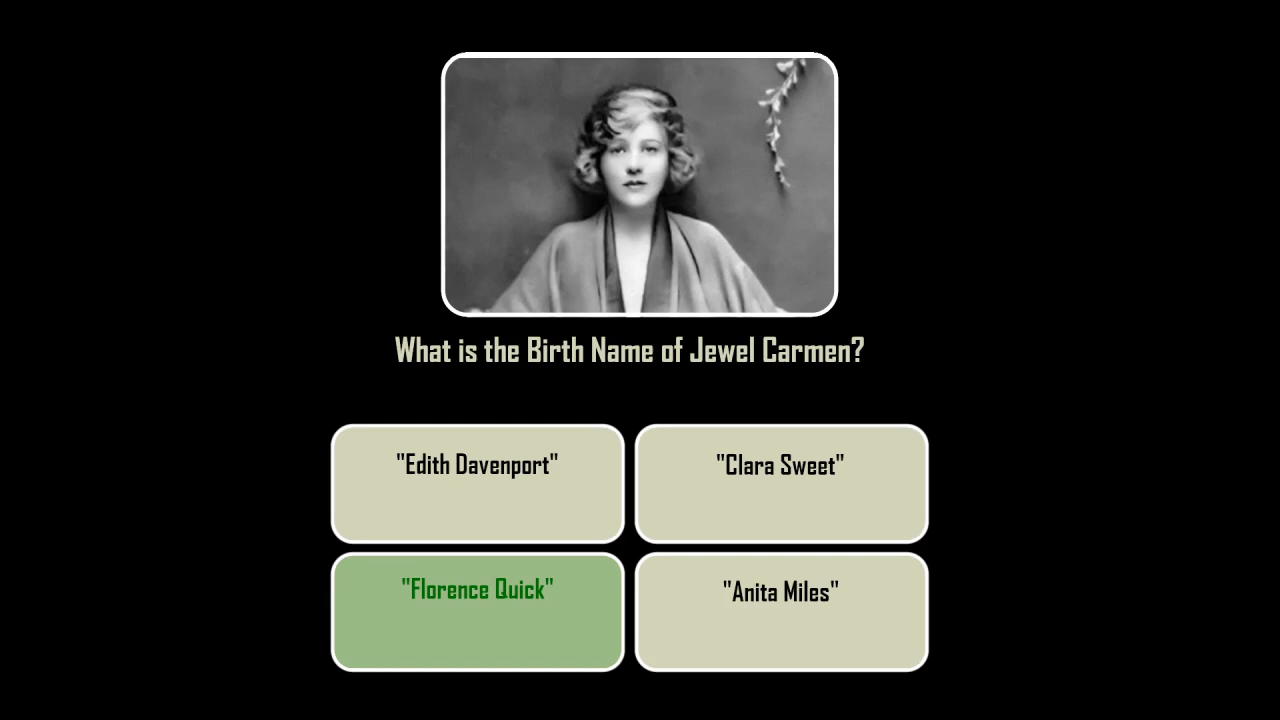 What is the Birth Name of Jewel Carmen?
"Edith Davenport"
"Clara Sweet"
"Florence Quick"
"Anita Miles"